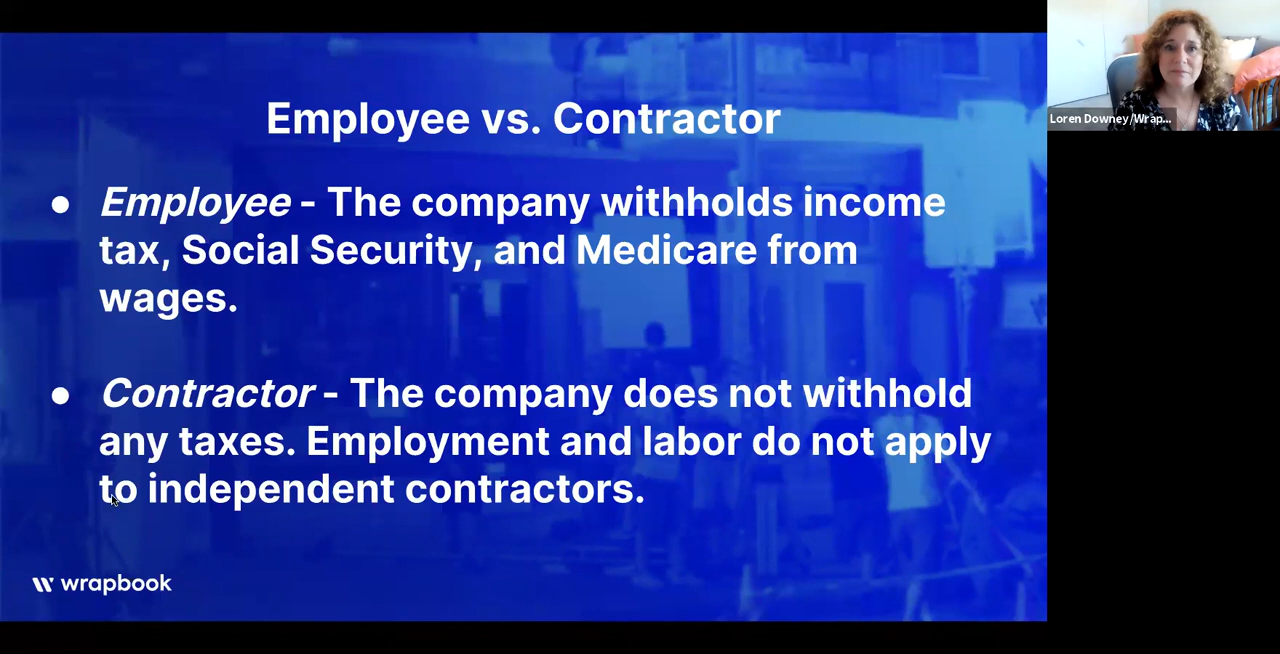 Employee vs. Contractor
● Employee - The company withholds income
tax, Social Security, and Medicare from
wages.
● Contractor - The company does not withhold
any taxes. Employment and labor do not apply
to independent contractors.
wrapbook
Loren Downey/Wrap...